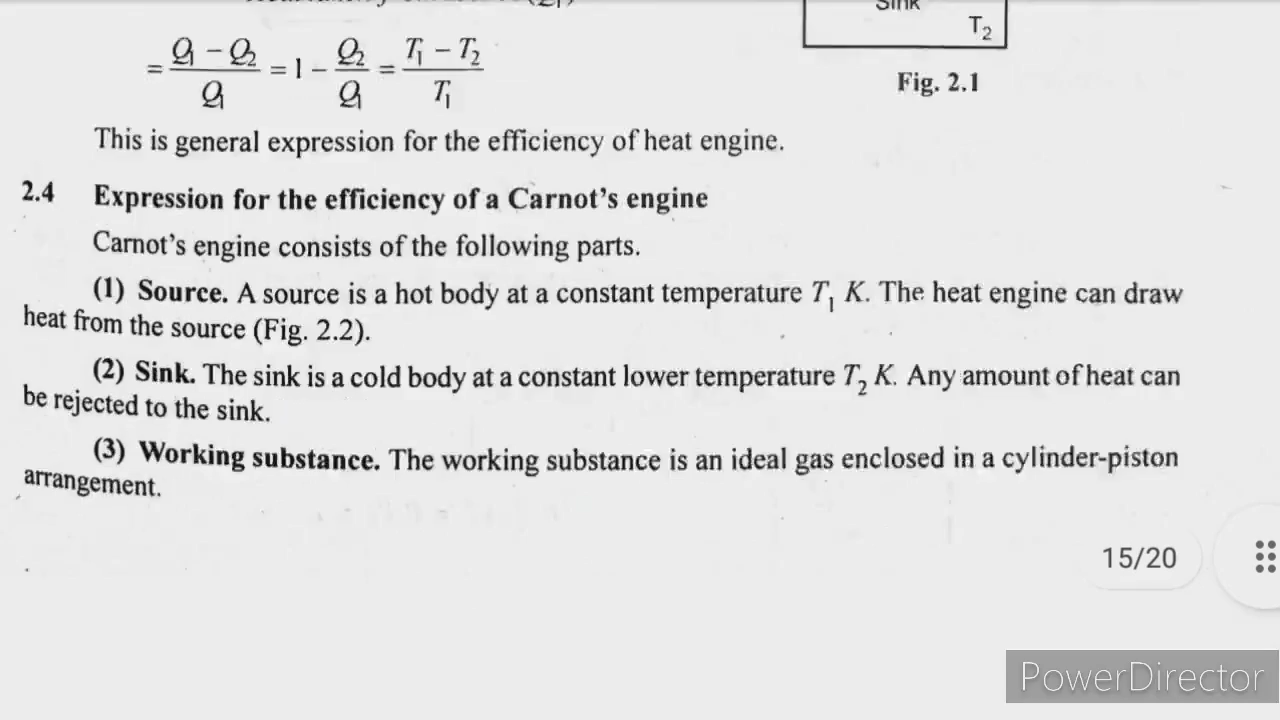 Sink
T2
= Q1 − Q2 / Q1 = 1 − Q2 / Q1 = T1 − T2 / T1
Fig. 2.1
This is general expression for the efficiency of heat engine.
2.4 Expression for the efficiency of a Carnot's engine
Carnot's engine consists of the following parts.
(1) Source. A source is a hot body at a constant temperature T1 K. The heat engine can draw
heat from the source (Fig. 2.2).
(2) Sink. The sink is a cold body at a constant lower temperature T2 K. Any amount of heat can
be rejected to the sink.
(3) Working substance. The working substance is an ideal gas enclosed in a cylinder-piston
arrangement.
15/20
PowerDirector